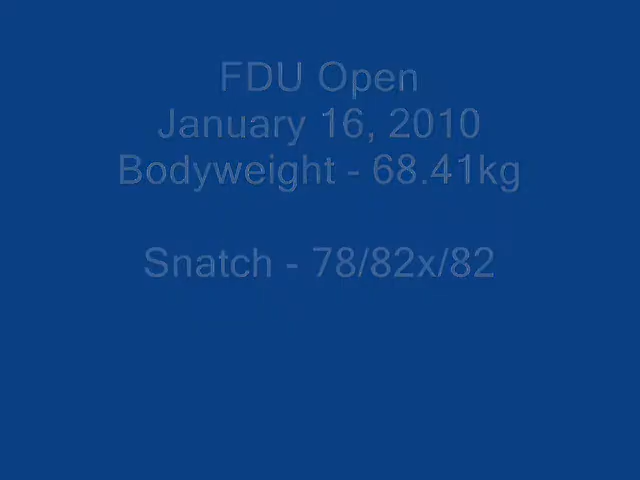 FDU Open
January 16, 2010
Bodyweight - 68.41kg
Snatch - 78/82x/82